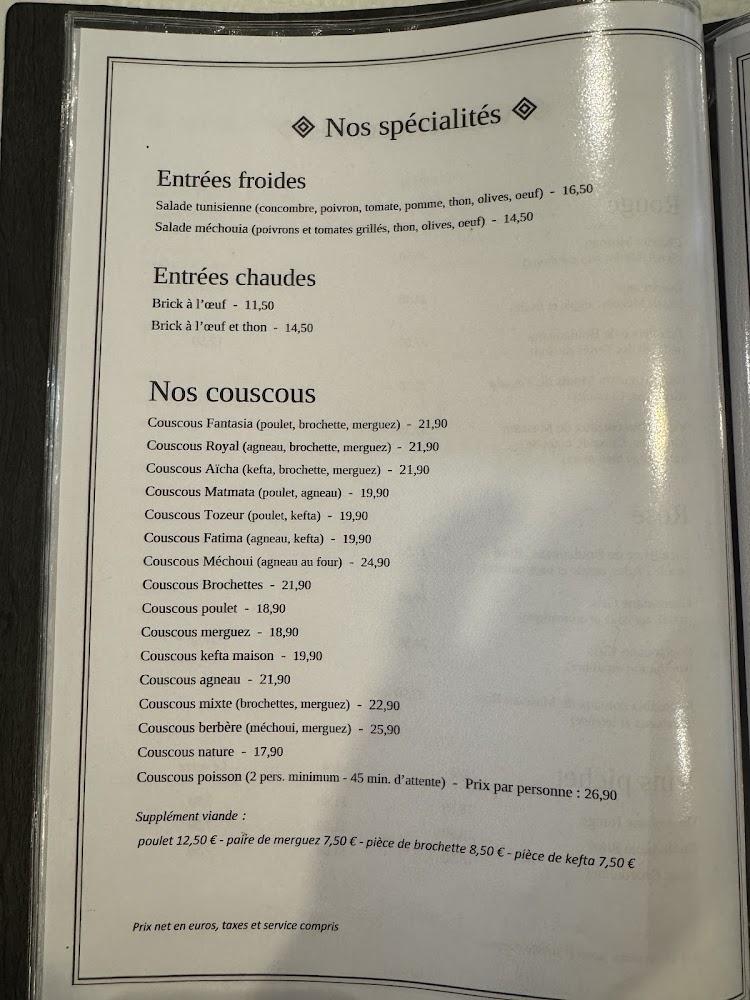 Nos spécialités
Entrées froides
Salade tunisienne (concombre, poivron, tomate, pomme, thon, olives, oeuf) - 16,50
Salade méchouia (poivrons et tomates grillés, thon, olives, oeuf) - 14,50
Entrées chaudes
Brick à l'œuf - 11,50
Brick à l'œuf et thon - 14,50
Nos couscous
Couscous Fantasia (poulet, brochette, merguez) - 21,90
Couscous Royal (agneau, brochette, merguez) - 21,90
Couscous Aïcha (kefta, brochette, merguez) - 21,90
Couscous Matmata (poulet, agneau) - 19,90
Couscous Tozeur (poulet, kefta) - 19,90
Couscous Fatima (agneau, kefta) - 19,90
Couscous Méchoui (agneau au four) - 24,90
Couscous Brochettes - 21,90
Couscous poulet - 18,90
Couscous merguez - 18,90
Couscous kefta maison - 19,90
Couscous agneau - 21,90
Couscous mixte (brochettes, merguez) - 22,90
Couscous berbère (méchoui, merguez) - 25,90
Couscous nature - 17,90
Couscous poisson (2 pers. minimum - 45 min. d'attente) - Prix par personne : 26,90
Supplément viande :
poulet 12,50 € - paire de merguez 7,50 € - pièce de brochette 8,50 € - pièce de kefta 7,50 €
Prix net en euros, taxes et service compris